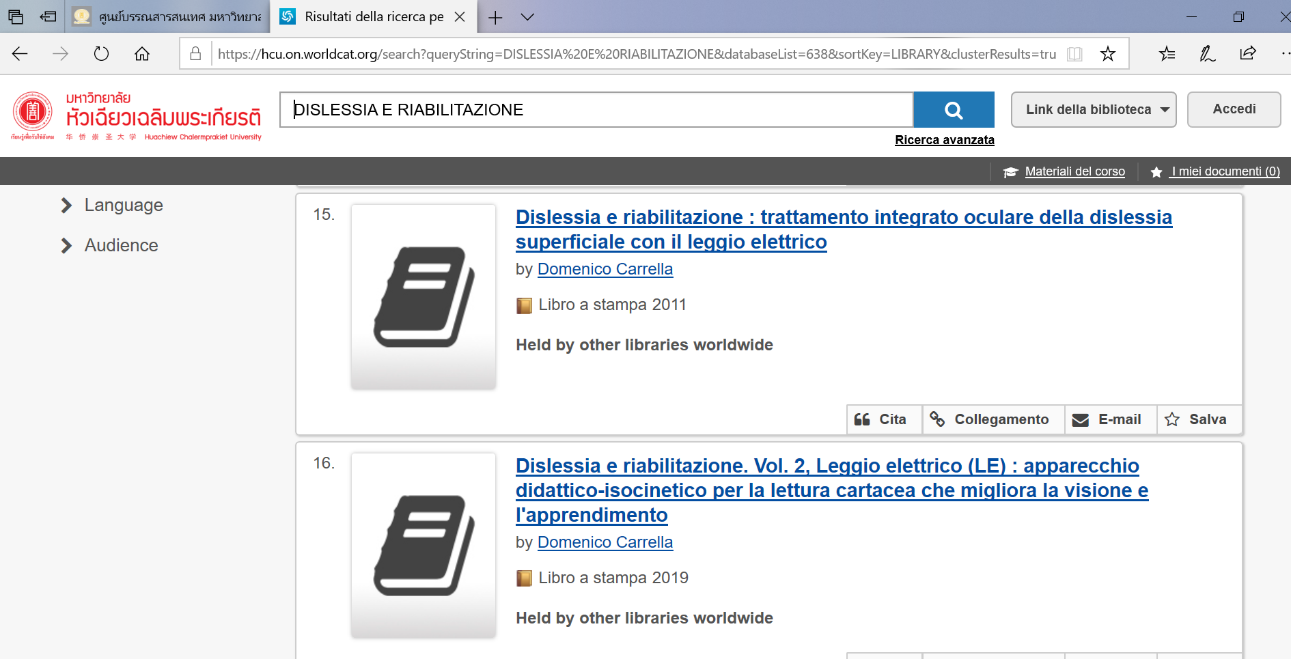 ศูนย์บรรณสารสนเทศ มหาวิทยาล
Risultati della ricerca pe
https://hcu.on.worldcat.org/search?queryString=DISLESSIA%20E%20RIABILITAZIONE&databaseList=638&sortKey=LIBRARY&clusterResults=tru
มหาวิทยาลัย
หัวเฉียวเฉลิมพระเกียรติ
华侨崇圣大学 Huachiew Chalermprakiet University
DISLESSIA E RIABILITAZIONE
Link della biblioteca
Accedi
Ricerca avanzata
Materiali del corso
I miei documenti (0)
Language
Audience
15.
Dislessia e riabilitazione : trattamento integrato oculare della dislessia
superficiale con il leggio elettrico
by Domenico Carrella
Libro a stampa 2011
Held by other libraries worldwide
Cita
Collegamento
E-mail
Salva
16.
Dislessia e riabilitazione. Vol. 2, Leggio elettrico (LE) : apparecchio
didattico-isocinetico per la lettura cartacea che migliora la visione e
l'apprendimento
by Domenico Carrella
Libro a stampa 2019
Held by other libraries worldwide